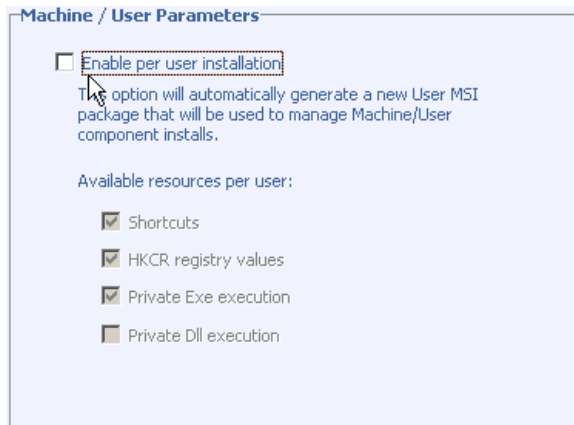 Machine / User Parameters
Enable per user installation
This option will automatically generate a new User MSI
package that will be used to manage Machine/User
component installs.
Available resources per user:
Shortcuts
HKCR registry values
Private Exe execution
Private Dll execution